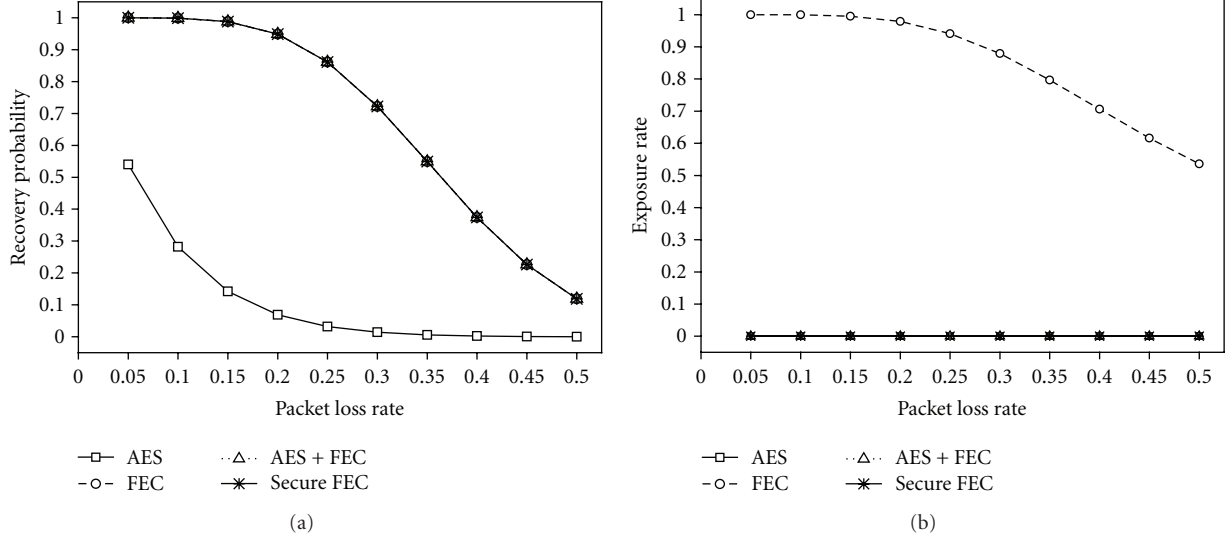 1
0.9
0.8
0.7
0.6
0.5
0.4
0.3
0.2
0.1
0
Recovery probability
0 0.05 0.1 0.15 0.2 0.25 0.3 0.35 0.4 0.45 0.5
Packet loss rate
AES
FEC
AES + FEC
Secure FEC
(a)
1
0.9
0.8
0.7
0.6
0.5
0.4
0.3
0.2
0.1
0
Exposure rate
0 0.05 0.1 0.15 0.2 0.25 0.3 0.35 0.4 0.45 0.5
Packet loss rate
AES
FEC
AES + FEC
Secure FEC
(b)